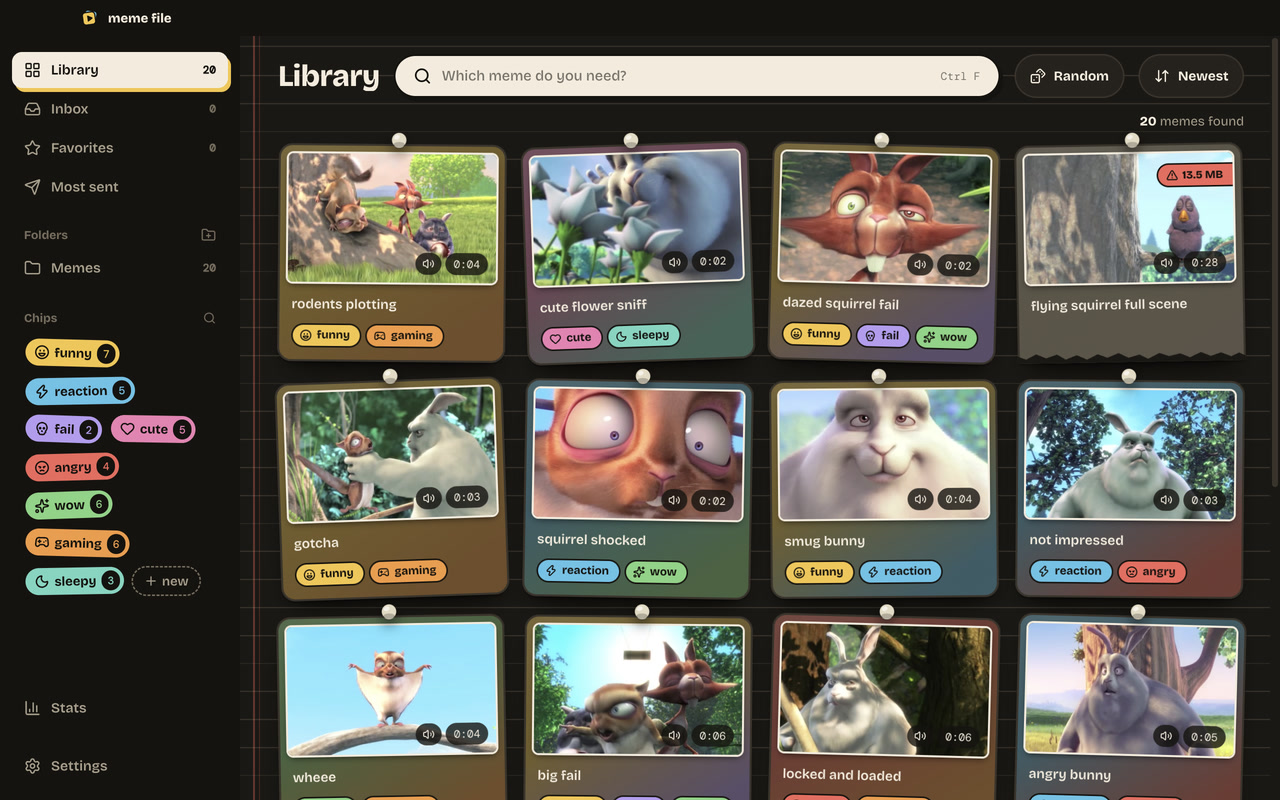 meme file
Library 20
Inbox 0
Favorites 0
Most sent
Folders
Memes 20
Chips
funny 7
reaction 5
fail 2
cute 5
angry 4
wow 6
gaming 6
sleepy 3
+ new
Stats
Settings
Library
Which meme do you need?
Ctrl F
Random
Newest
20 memes found
0:04
rodents plotting
funny
gaming
0:02
cute flower sniff
cute
sleepy
0:02
dazed squirrel fail
funny
fail
wow
13.5 MB
0:28
flying squirrel full scene
0:03
gotcha
funny
gaming
0:02
squirrel shocked
reaction
wow
0:04
smug bunny
funny
reaction
0:03
not impressed
reaction
angry
0:04
wheee
0:06
big fail
0:06
locked and loaded
0:05
angry bunny